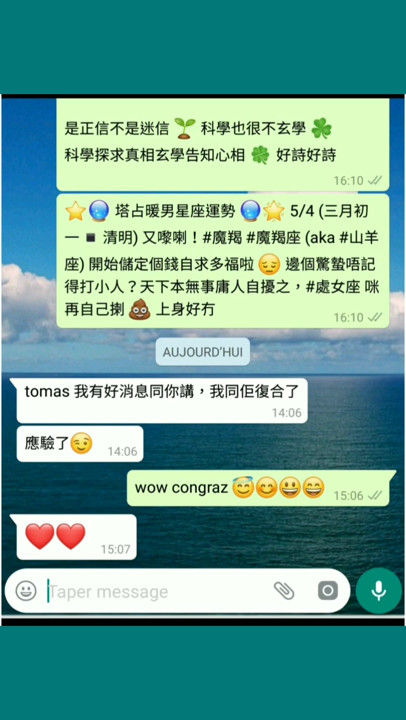 是正信不是迷信🌱 科學也很不玄學🍀
科學探求真相玄學告知心相🍀 好詩好詩
16:10
⭐🔮 塔占暖男星座運勢 🔮🌟 5/4 (三月初
一◾清明) 又嚟喇！#魔羯 #魔羯座 (aka #山羊
座) 開始儲定個錢自求多福啦😔 邊個驚蟄唔記
得打小人？天下本無事庸人自擾之，#處女座 咪
再自己捙💩上身好冇
16:10
AUJOURD'HUI
tomas 我有好消息同你講，我同佢復合了
14:06
應驗了😉
14:06
wow congraz 😇😊😃😄
15:06
❤️❤️
15:07
Taper message